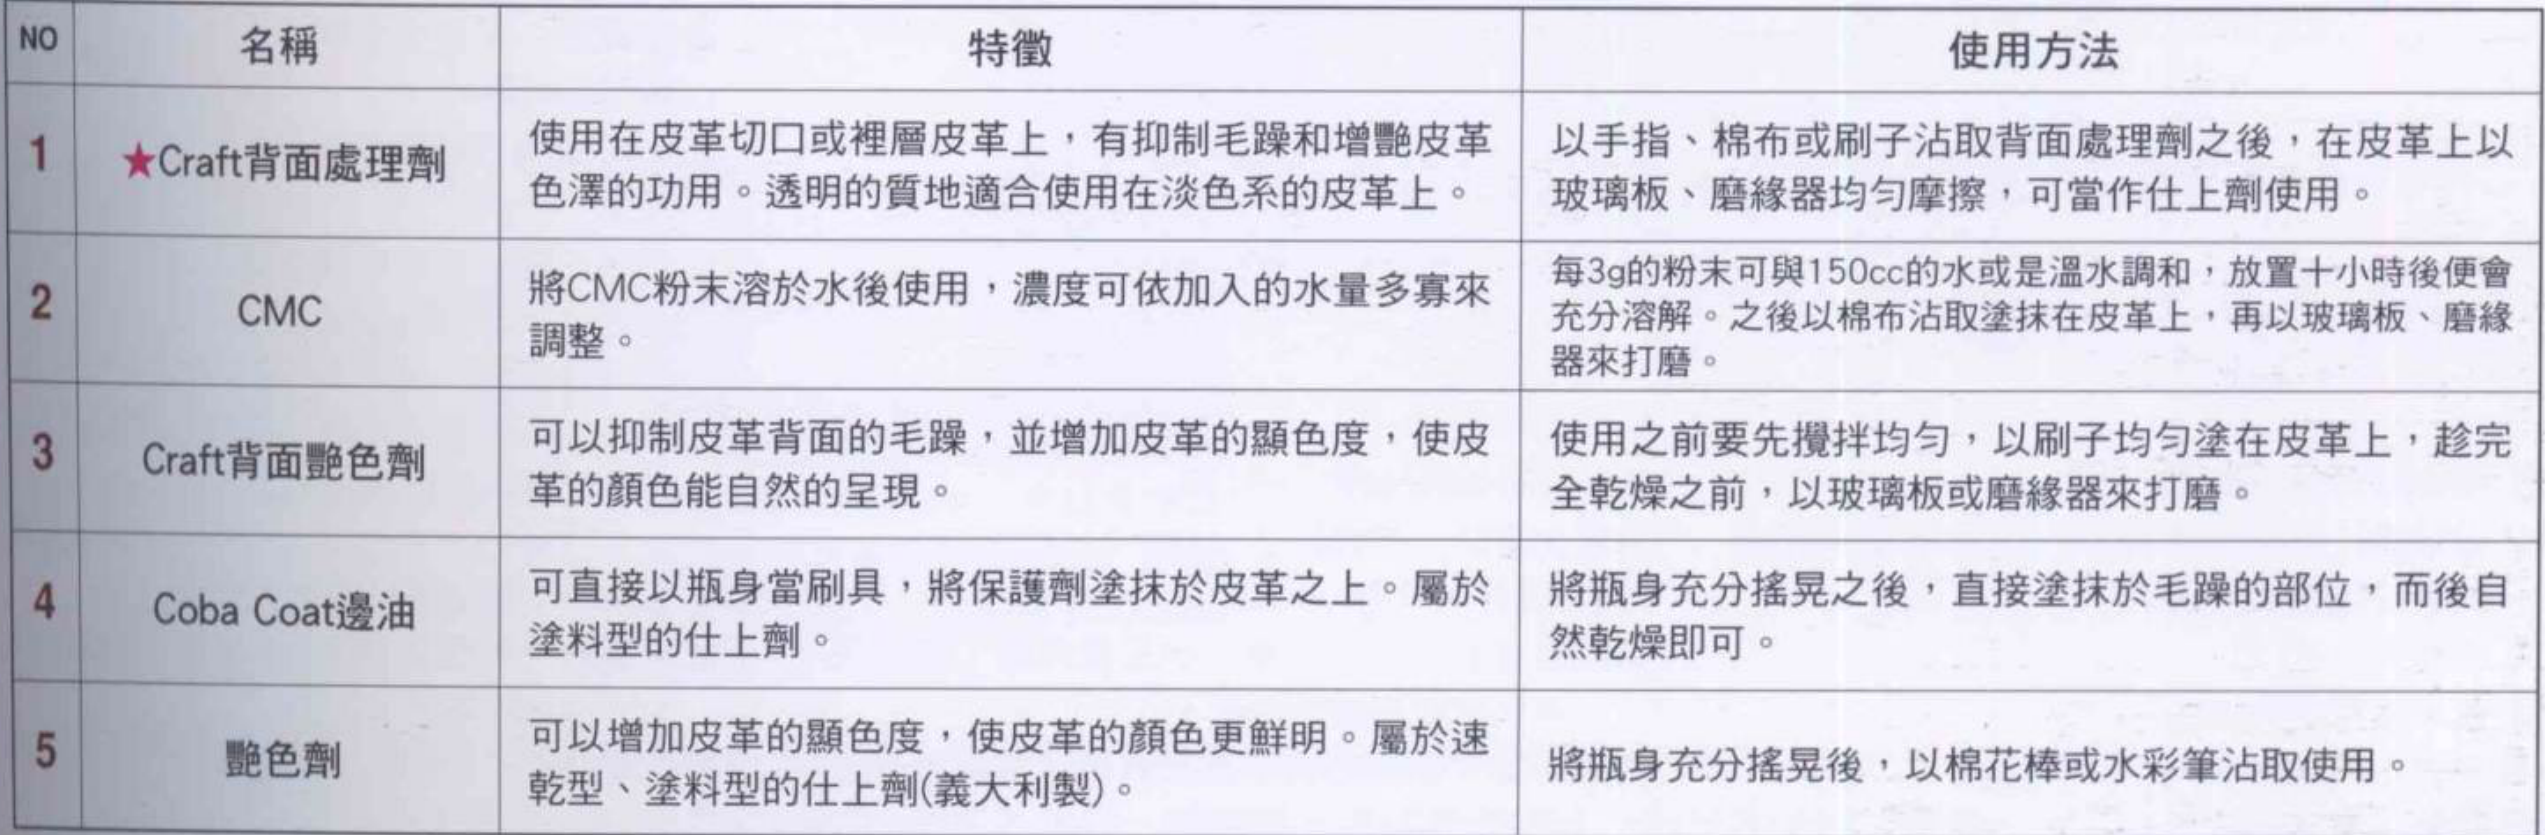 NO 名稱 特徵 使用方法
1 ★Craft背面處理劑
使用在皮革切口或裡層皮革上，有抑制毛躁和增艷皮革
色澤的功用。透明的質地適合使用在淡色系的皮革上。
以手指、棉布或刷子沾取背面處理劑之後，在皮革上以
玻璃板、磨緣器均勻摩擦，可當作仕上劑使用。
2 CMC
將CMC粉末溶於水後使用，濃度可依加入的水量多寡來
調整。
每3g的粉末可與150cc的水或是溫水調和，放置十小時後便會
充分溶解。之後以棉布沾取塗抹在皮革上，再以玻璃板、磨緣
器來打磨。
3 Craft背面艷色劑
可以抑制皮革背面的毛躁，並增加皮革的顯色度，使皮
革的顏色能自然的呈現。
使用之前要先攪拌均勻，以刷子均勻塗在皮革上，趁完
全乾燥之前，以玻璃板或磨緣器來打磨。
4 Coba Coat邊油
可直接以瓶身當刷具，將保護劑塗抹於皮革之上。屬於
塗料型的仕上劑。
將瓶身充分搖晃之後，直接塗抹於毛躁的部位，而後自
然乾燥即可。
5 艷色劑
可以增加皮革的顯色度，使皮革的顏色更鮮明。屬於速
乾型、塗料型的仕上劑(義大利製)。
將瓶身充分搖晃後，以棉花棒或水彩筆沾取使用。